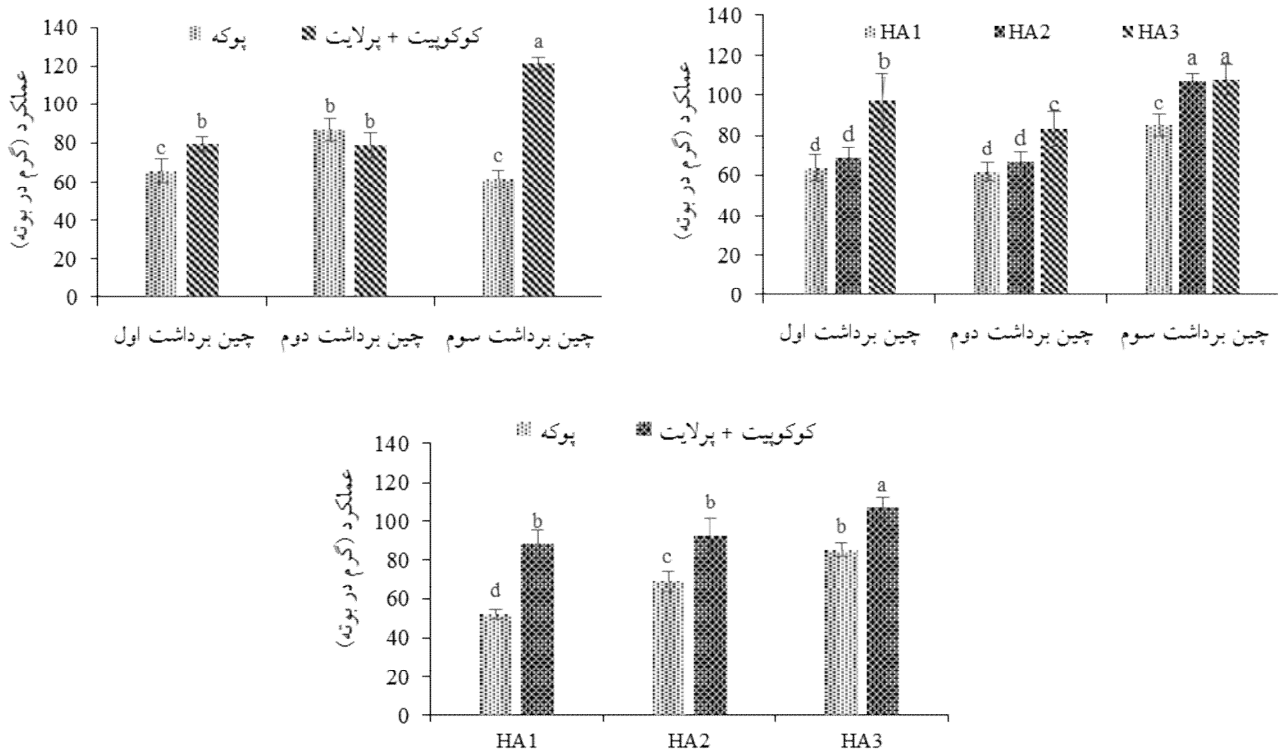 پوکه
کوکوپیت + پرلایت
عملکرد (گرم در بوته)
140
120
100
80
60
40
20
0
c
b
b
b
c
a
چین برداشت اول
چین برداشت دوم
چین برداشت سوم
HA1
HA2
HA3
عملکرد (گرم در بوته)
140
120
100
80
60
40
20
0
d
d
b
d
d
c
c
a
a
چین برداشت اول
چین برداشت دوم
چین برداشت سوم
پوکه
کوکوپیت + پرلایت
عملکرد (گرم در بوته)
140
120
100
80
60
40
20
0
d
b
c
b
b
a
HA1
HA2
HA3